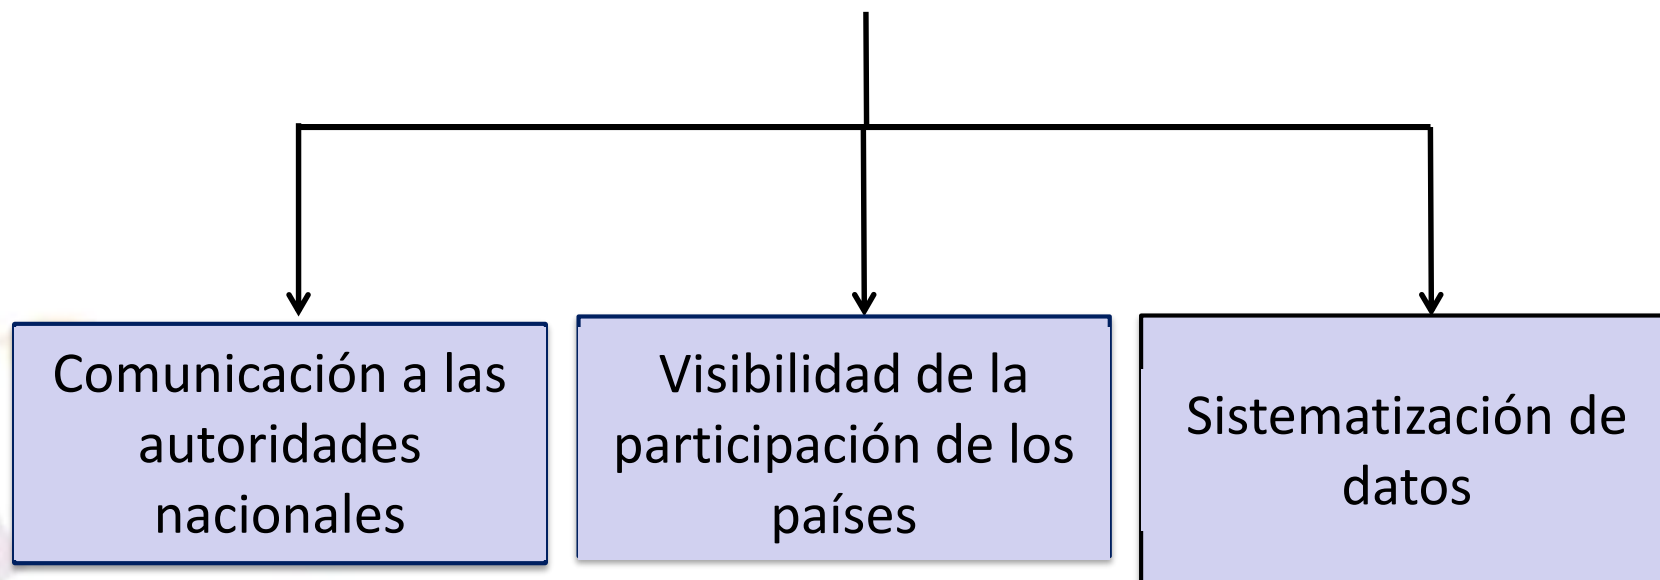 Comunicación a las
autoridades
nacionales
Visibilidad de la
participación de los
países
Sistematización de
datos